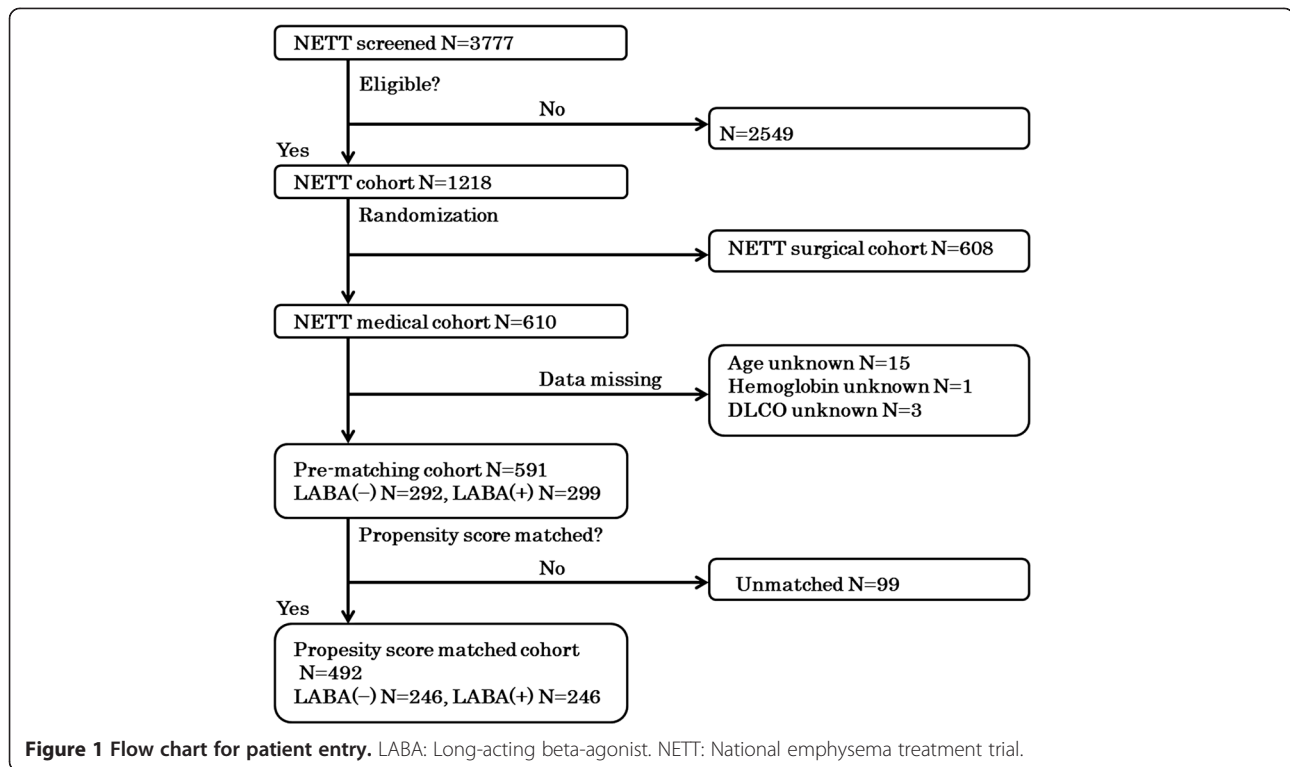 NETT screened N=3777
Eligible?
No
N=2549
Yes
NETT cohort N=1218
Randomization
NETT surgical cohort N=608
NETT medical cohort N=610
Data missing
Age unknown N=15
Hemoglobin unknown N=1
DLCO unknown N=3
Pre-matching cohort N=591
LABA(−) N=292, LABA(+) N=299
Propensity score matched?
No
Unmatched N=99
Yes
Propesity score matched cohort
N=492
LABA(−) N=246, LABA(+) N=246
Figure 1 Flow chart for patient entry. LABA: Long-acting beta-agonist. NETT: National emphysema treatment trial.